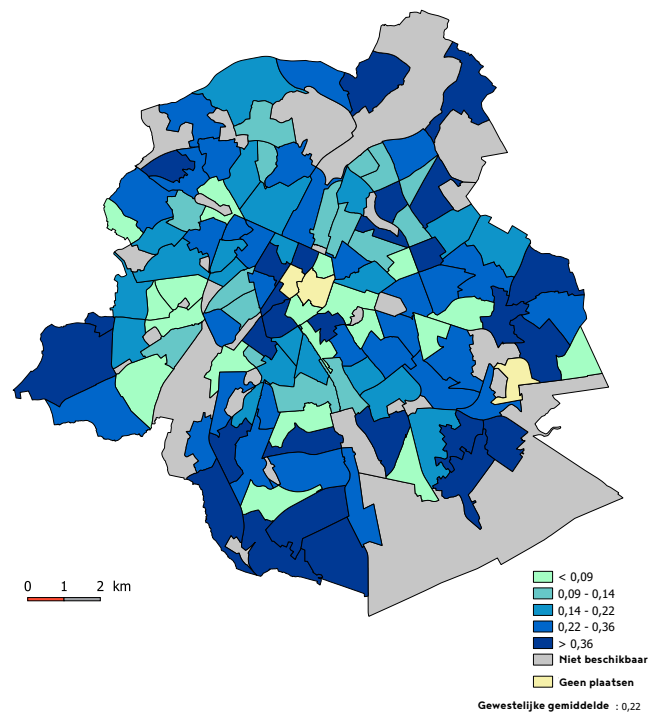 0 1 2 km
< 0,09
0,09 - 0,14
0,14 - 0,22
0,22 - 0,36
> 0,36
Niet beschikbaar
Geen plaatsen
Gewestelijke gemiddelde : 0,22